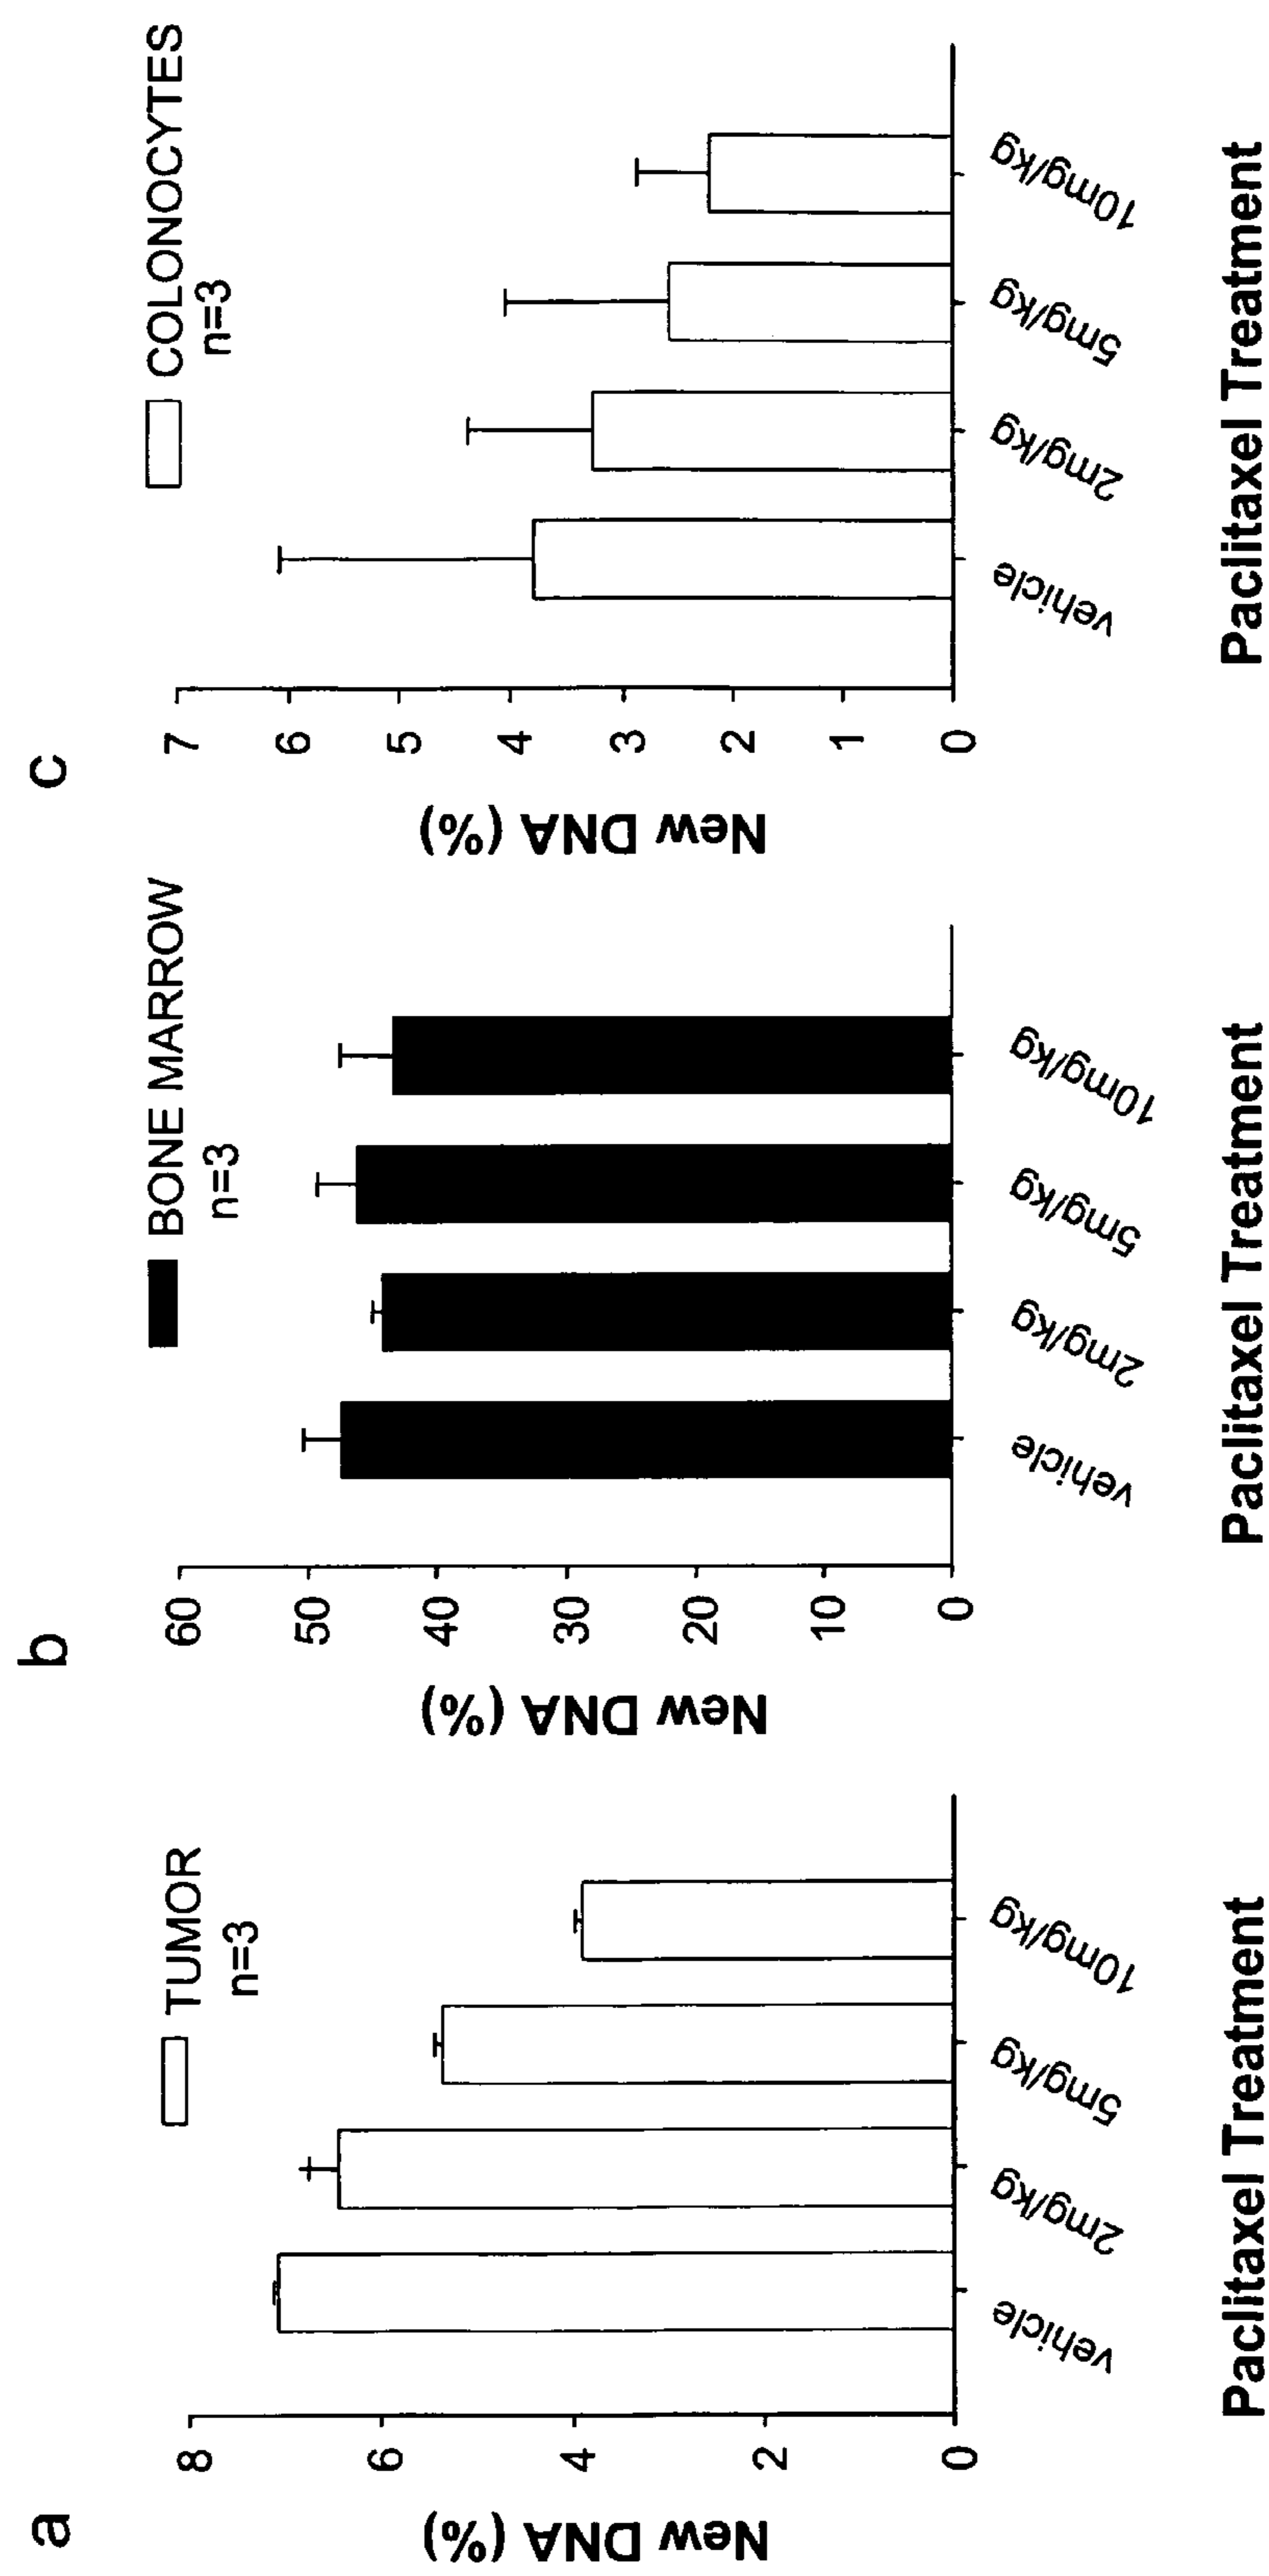 a
TUMOR
n=3
New DNA (%)
8
6
4
2
0
vehicle
2mg/kg
5mg/kg
10mg/kg
Paclitaxel Treatment
b
BONE MARROW
n=3
New DNA (%)
60
50
40
30
20
10
0
vehicle
2mg/kg
5mg/kg
10mg/kg
Paclitaxel Treatment
c
COLONOCYTES
n=3
New DNA (%)
7
6
5
4
3
2
1
0
vehicle
2mg/kg
5mg/kg
10mg/kg
Paclitaxel Treatment